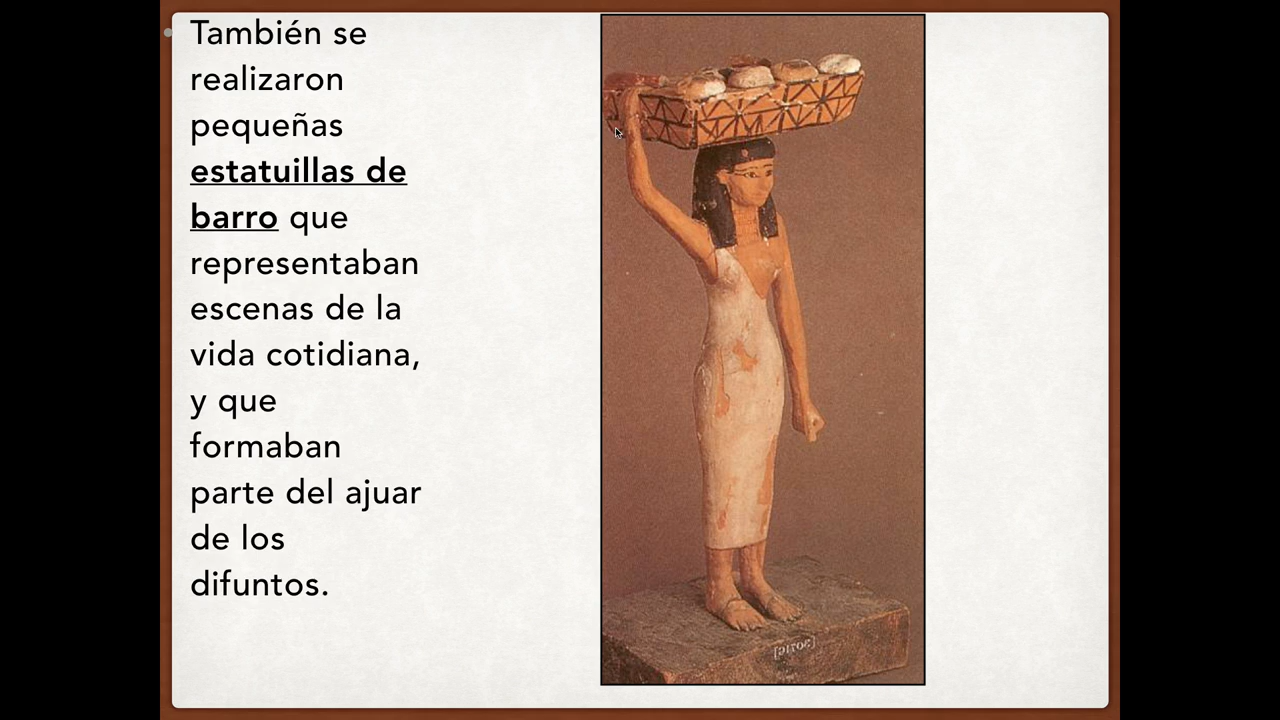 También se
realizaron
pequeñas
estatuillas de
barro que
representaban
escenas de la
vida cotidiana,
y que
formaban
parte del ajuar
de los
difuntos.